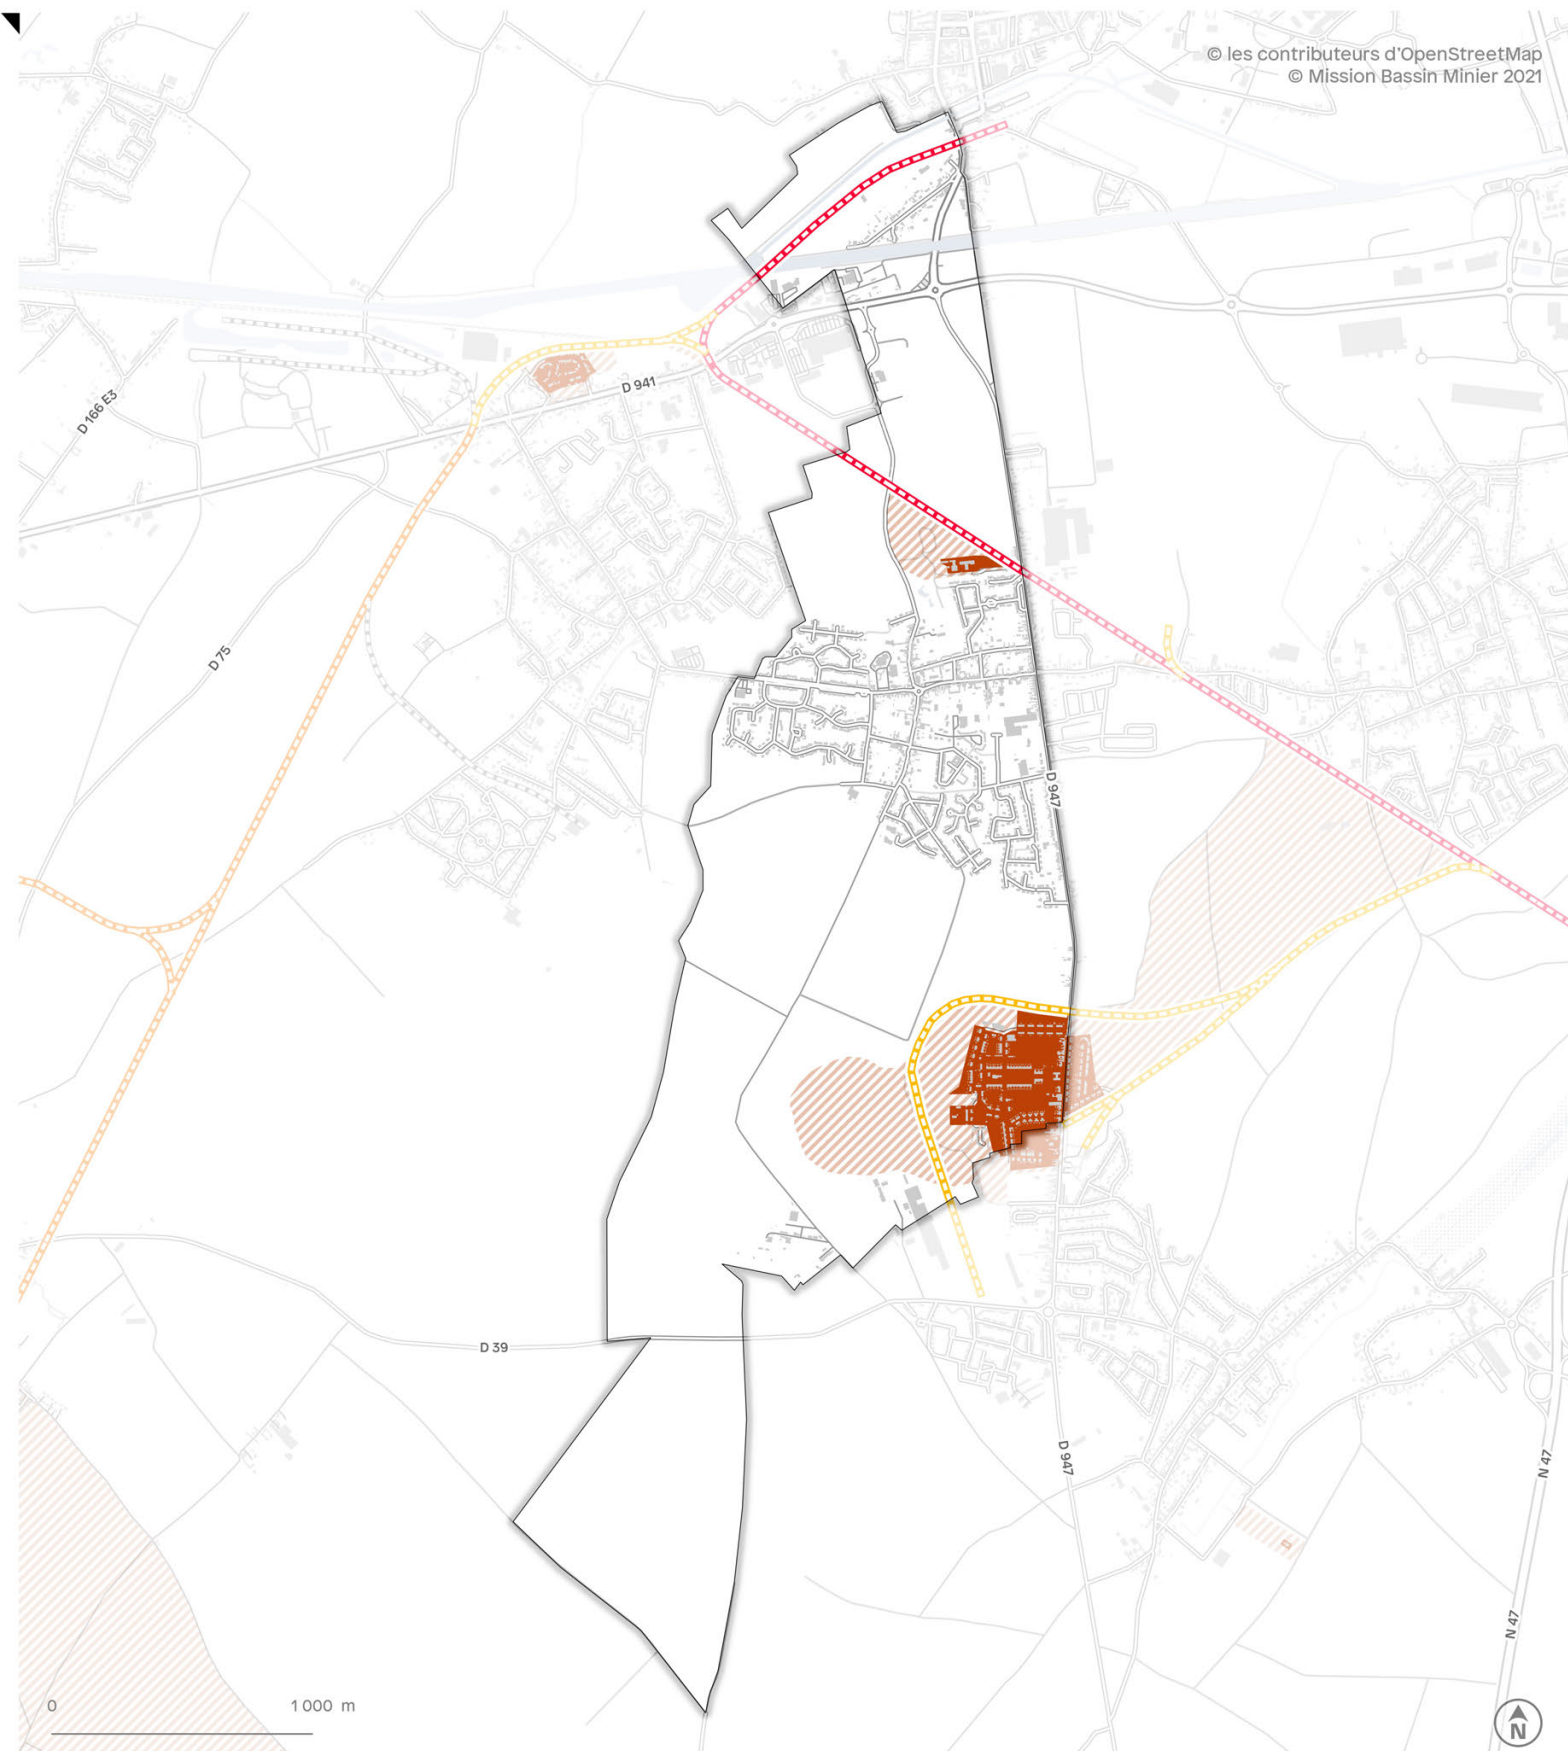 © les contributeurs d'OpenStreetMap
© Mission Bassin Minier 2021
D 941
D 166 E3
D 75
D 947
D 39
D 947
N 47
N 47
0 1 000 m
N